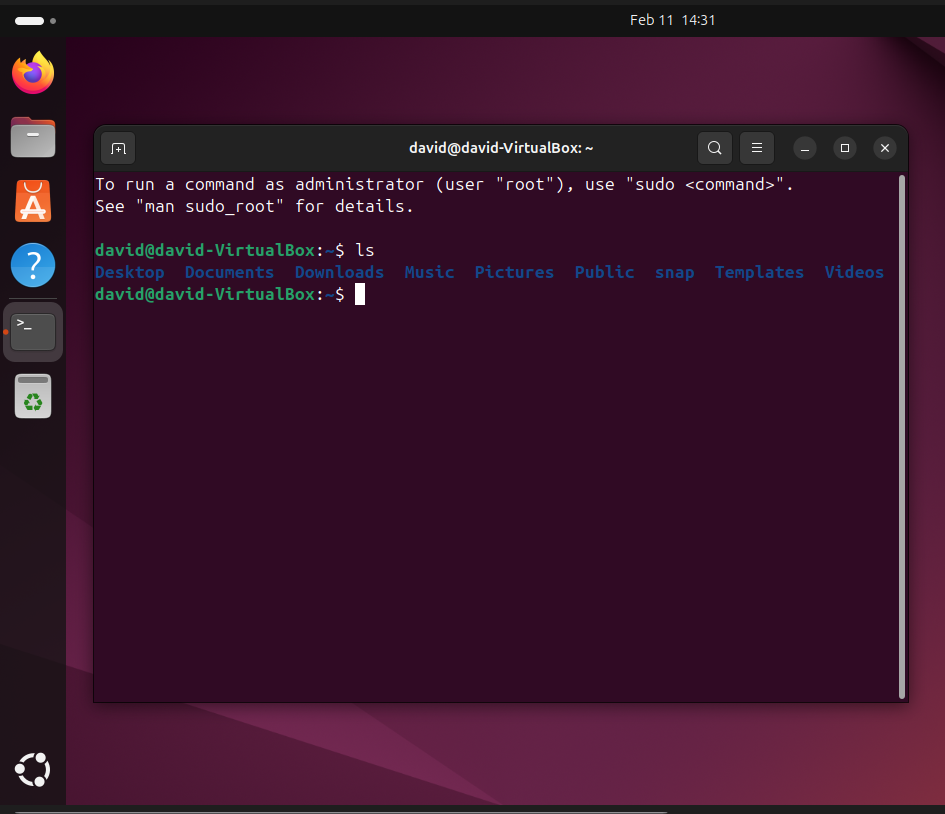 Feb 11 14:31
david@david-VirtualBox: ~
To run a command as administrator (user "root"), use "sudo <command>".
See "man sudo_root" for details.
david@david-VirtualBox:~$ ls
Desktop Documents Downloads Music Pictures Public snap Templates Videos
david@david-VirtualBox:~$